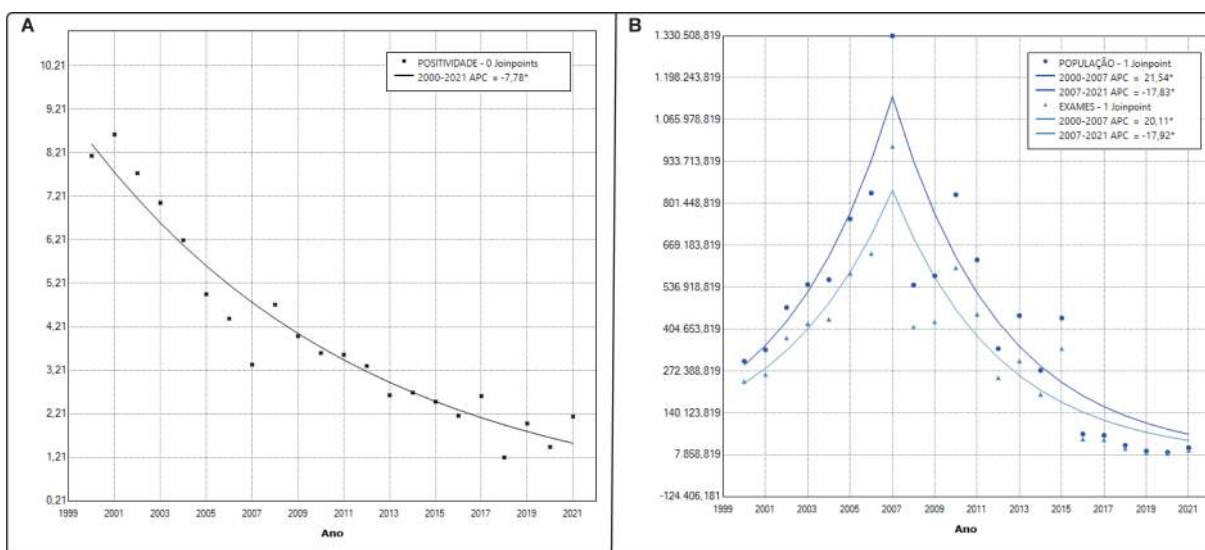 A
10,21
9,21
8,21
7,21
6,21
5,21
4,21
3,21
2,21
1,21
0,21
1999 2001 2003 2005 2007 2009 2011 2013 2015 2017 2019 2021
Ano
POSITIVIDADE - 0 Joinpoints
2000-2021 APC = -7,78*
B
1.330.508,819
1.198.243,819
1.065.978,819
933.713,819
801.448,819
669.183,819
536.918,819
404.653,819
272.388,819
140.123,819
7.858,819
-124.406,181
1999 2001 2003 2005 2007 2009 2011 2013 2015 2017 2019 2021
Ano
POPULAÇÃO - 1 Joinpoint
2000-2007 APC = 21,54*
2007-2021 APC = -17,83*
EXAMES - 1 Joinpoint
2000-2007 APC = 20,11*
2007-2021 APC = -17,92*